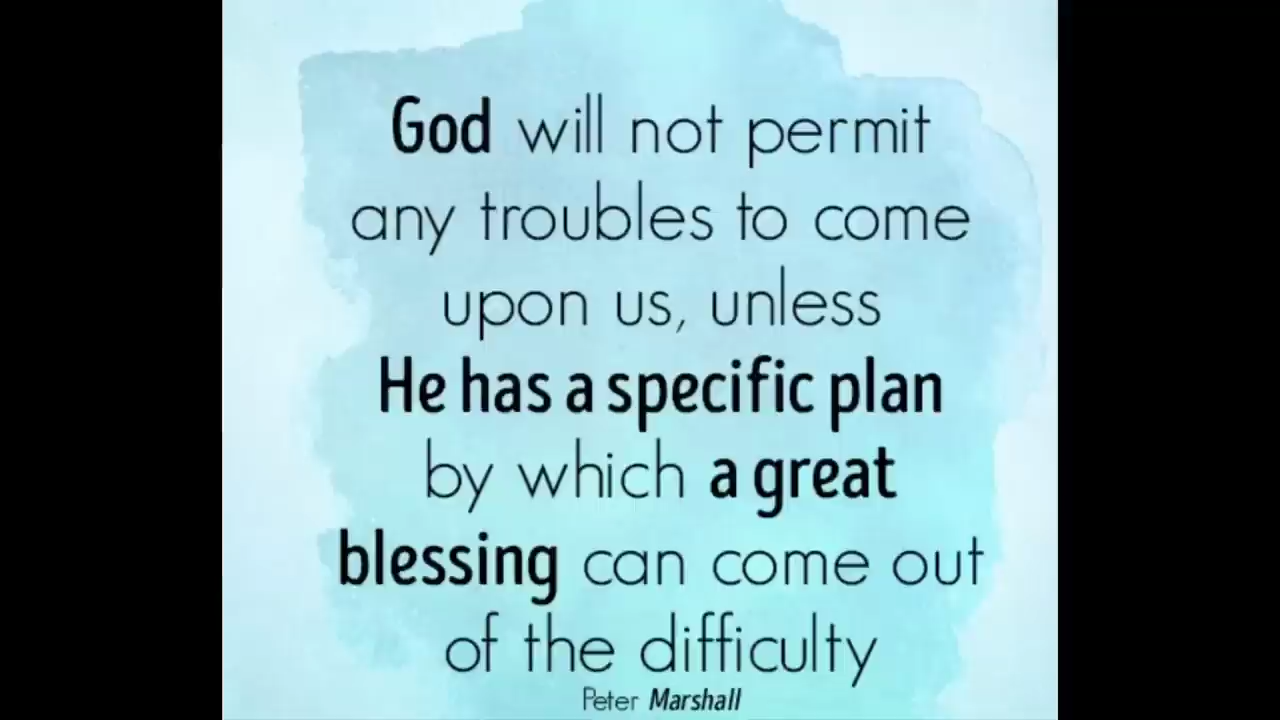 God will not permit
any troubles to come
upon us, unless
He has a specific plan
by which a great
blessing can come out
of the difficulty
Peter Marshall